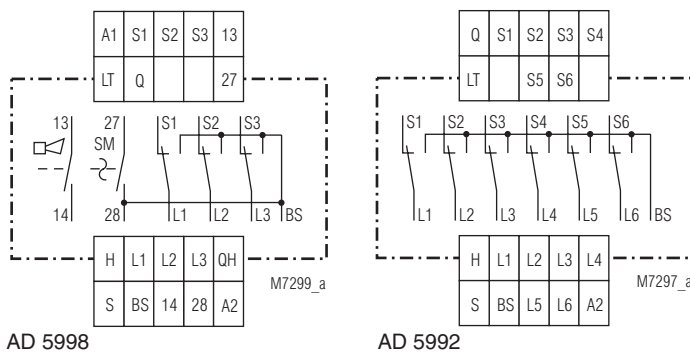 A1 S1 S2 S3 13
LT Q 27
13 27 S1 S2 S3
SM
14 28 L1 L2 L3 BS
H L1 L2 L3 QH
S BS 14 28 A2
M7299_a
AD 5998
Q S1 S2 S3 S4
LT S5 S6
S1 S2 S3 S4 S5 S6
L1 L2 L3 L4 L5 L6 BS
H L1 L2 L3 L4
S BS L5 L6 A2
M7297_a
AD 5992